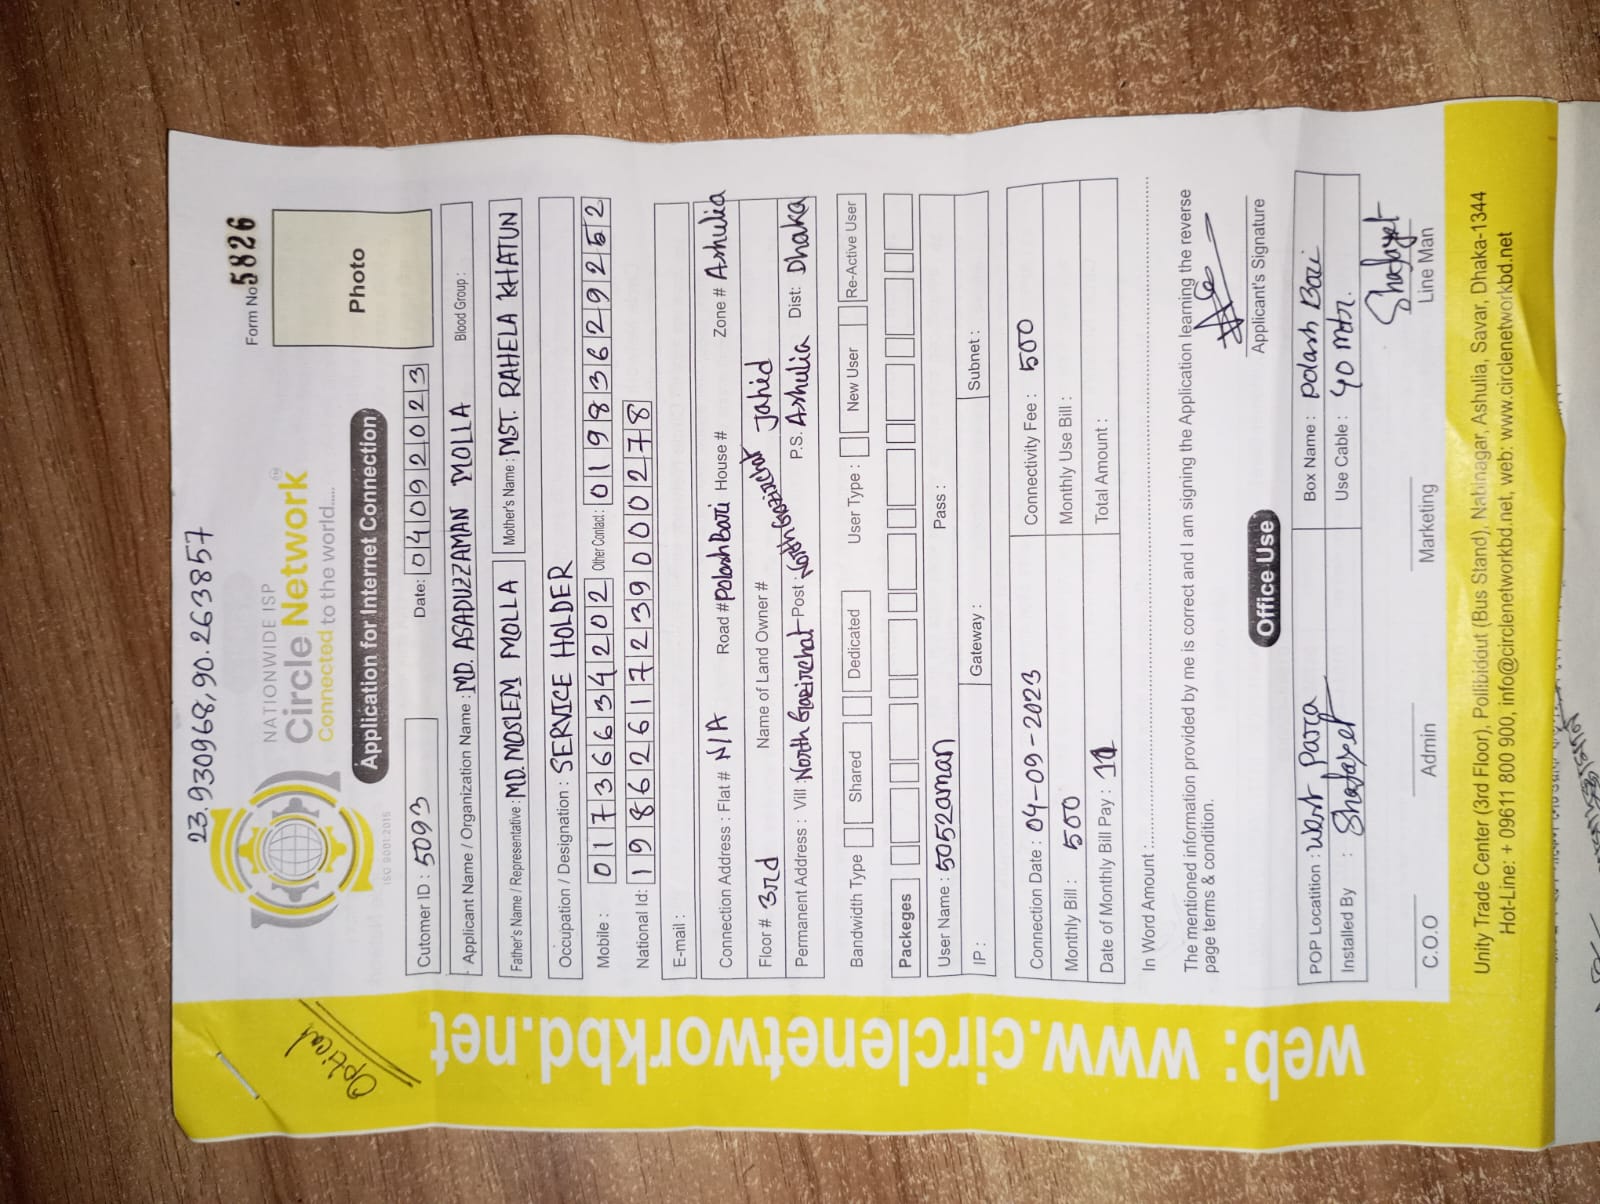 23.930968, 90.263857
Form No 5826
NATIONWIDE ISP
Circle Network
TM
Connected to the world.....
ISO 9001:2015
Photo
Application for Internet Connection
Optical
Cutomer ID : 5093 Date: 04092023
Applicant Name / Organization Name : MD. ASADUZZAMAN MOLLA Blood Group :
Father's Name / Representative : MD. MOSLEM MOLLA Mother's Name : MST. RAHELA KHATUN
Occupation / Designation : SERVICE HOLDER
Mobile : 01736634202 Other Contact : 01983629252
National Id: 19862617239000278
E-mail :
Connection Address : Flat # N/A Road # Polash Bari House # Zone # Ashulia
Floor # 3rd Name of Land Owner # Jahid
Permanent Address : Vill : North Gazirchat Post : North Gazirchat P.S. Ashulia Dist: Dhaka
Bandwidth Type Shared Dedicated User Type : New User Re-Active User
Packeges
User Name : 5052aman Pass :
IP : Gateway : Subnet :
Connection Date : 04-09-2023 Connectivity Fee : 500
Monthly Bill : 500 Monthly Use Bill :
Date of Monthly Bill Pay : Total Amount :
In Word Amount :
The mentioned information provided by me is correct and I am signing the Application learning the reverse
page terms & condition.
Applicant's Signature
Office Use
POP Lotatition : West Parca Box Name : polash Bari
Installed By : Shafayet Use Cable : 40 mtr.
Shafayet
C.O.O Admin Marketing Line Man
Unity Trade Center (3rd Floor), Pollibiddut (Bus Stand), Nabinagar, Ashulia, Savar, Dhaka-1344
Hot-Line: + 09611 800 900, info@circlenetworkbd.net, web: www.circlenetworkbd.net
web: www.circlenetworkbd.net